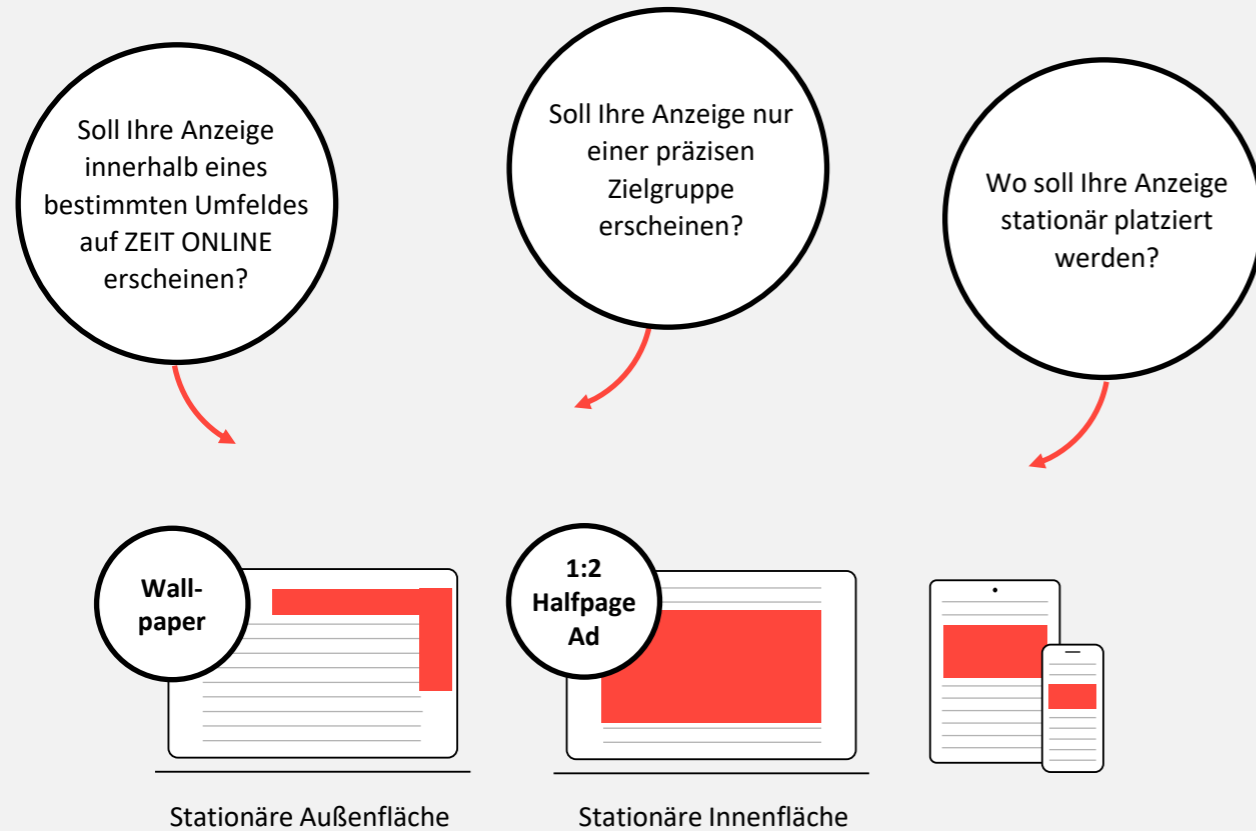 Soll Ihre Anzeige
innerhalb eines
bestimmten Umfeldes
auf ZEIT ONLINE
erscheinen?
Soll Ihre Anzeige nur
einer präzisen
Zielgruppe
erscheinen?
Wo soll Ihre Anzeige
stationär platziert
werden?
Wall-
paper
1:2
Halfpage
Ad
Stationäre Außenfläche
Stationäre Innenfläche